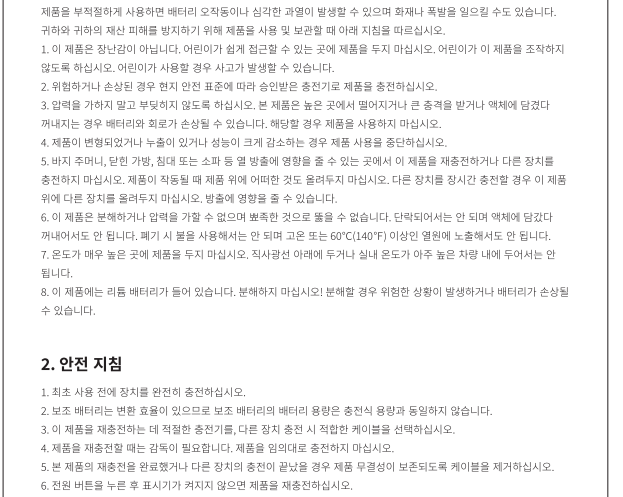 제품을 부적절하게 사용하면 배터리 오작동이나 심각한 과열이 발생할 수 있으며 화재나 폭발을 일으킬 수도 있습니다.
귀하와 귀하의 재산 피해를 방지하기 위해 제품을 사용 및 보관할 때 아래 지침을 따르십시오.
1. 이 제품은 장난감이 아닙니다. 어린이가 쉽게 접근할 수 있는 곳에 제품을 두지 마십시오. 어린이가 이 제품을 조작하지
않도록 하십시오. 어린이가 사용할 경우 사고가 발생할 수 있습니다.
2. 위험하거나 손상된 경우 현지 안전 표준에 따라 승인받은 충전기로 제품을 충전하십시오.
3. 압력을 가하지 말고 부딪히지 않도록 하십시오. 본 제품은 높은 곳에서 떨어지거나 큰 충격을 받거나 액체에 담겼다
꺼내지는 경우 배터리와 회로가 손상될 수 있습니다. 해당할 경우 제품을 사용하지 마십시오.
4. 제품이 변형되었거나 누출이 있거나 성능이 크게 감소하는 경우 제품 사용을 중단하십시오.
5. 바지 주머니, 닫힌 가방, 침대 또는 소파 등 열 방출에 영향을 줄 수 있는 곳에서 이 제품을 재충전하거나 다른 장치를
충전하지 마십시오. 제품이 작동될 때 제품 위에 어떠한 것도 올려두지 마십시오. 다른 장치를 장시간 충전할 경우 이 제품
위에 다른 장치를 올려두지 마십시오. 방출에 영향을 줄 수 있습니다.
6. 이 제품은 분해하거나 압력을 가할 수 없으며 뾰족한 것으로 뚫을 수 없습니다. 단락되어서는 안 되며 액체에 담갔다
꺼내어서도 안 됩니다. 폐기 시 불을 사용해서는 안 되며 고온 또는 60℃(140℉) 이상인 열원에 노출해서도 안 됩니다.
7. 온도가 매우 높은 곳에 제품을 두지 마십시오. 직사광선 아래에 두거나 실내 온도가 아주 높은 차량 내에 두어서는 안
됩니다.
8. 이 제품에는 리튬 배터리가 들어 있습니다. 분해하지 마십시오! 분해할 경우 위험한 상황이 발생하거나 배터리가 손상될
수 있습니다.
2. 안전 지침
1. 최초 사용 전에 장치를 완전히 충전하십시오.
2. 보조 배터리는 변환 효율이 있으므로 보조 배터리의 배터리 용량은 충전식 용량과 동일하지 않습니다.
3. 이 제품을 재충전하는 데 적절한 충전기를, 다른 장치 충전 시 적합한 케이블을 선택하십시오.
4. 제품을 재충전할 때는 감독이 필요합니다. 제품을 임의대로 충전하지 마십시오.
5. 본 제품의 재충전을 완료했거나 다른 장치의 충전이 끝났을 경우 제품 무결성이 보존되도록 케이블을 제거하십시오.
6. 전원 버튼을 누른 후 표시기가 켜지지 않으면 제품을 재충전하십시오.